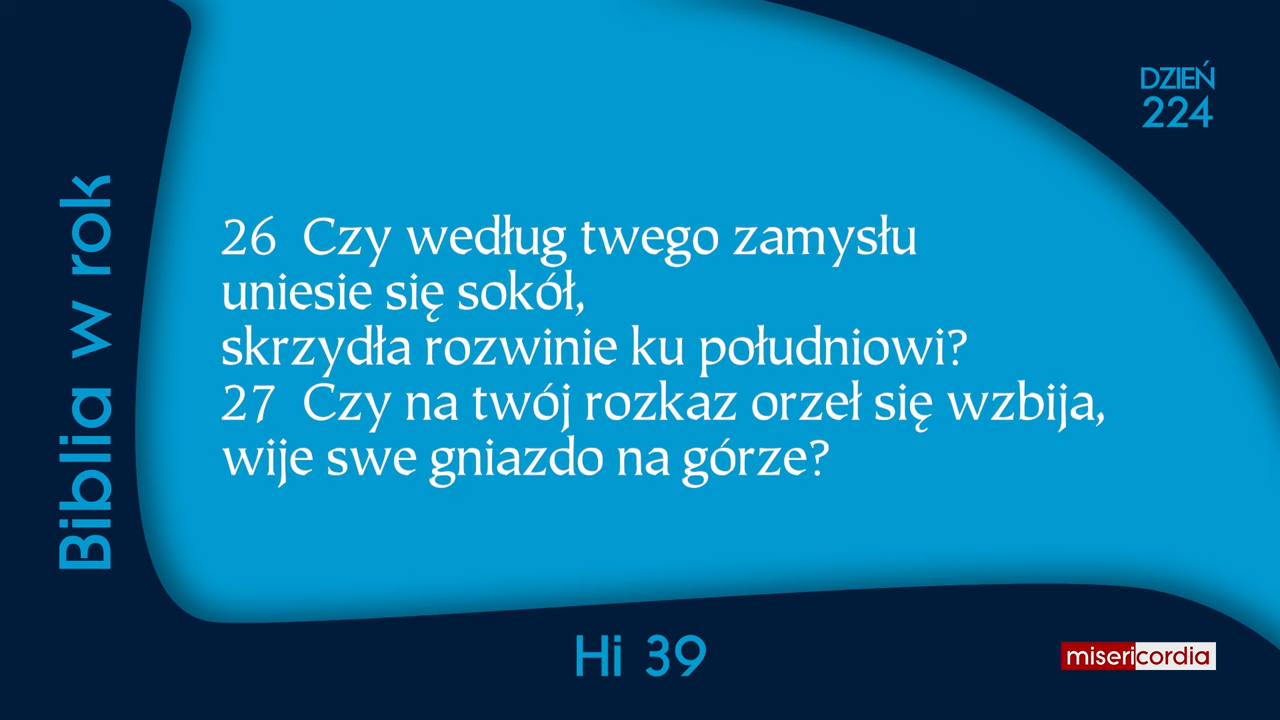 DZIEŃ
224
Biblia w rok
26 Czy według twego zamysłu
uniesie się sokół,
skrzydła rozwinie ku południowi?
27 Czy na twój rozkaz orzeł się wzbija,
wije swe gniazdo na górze?
Hi 39
misericordia